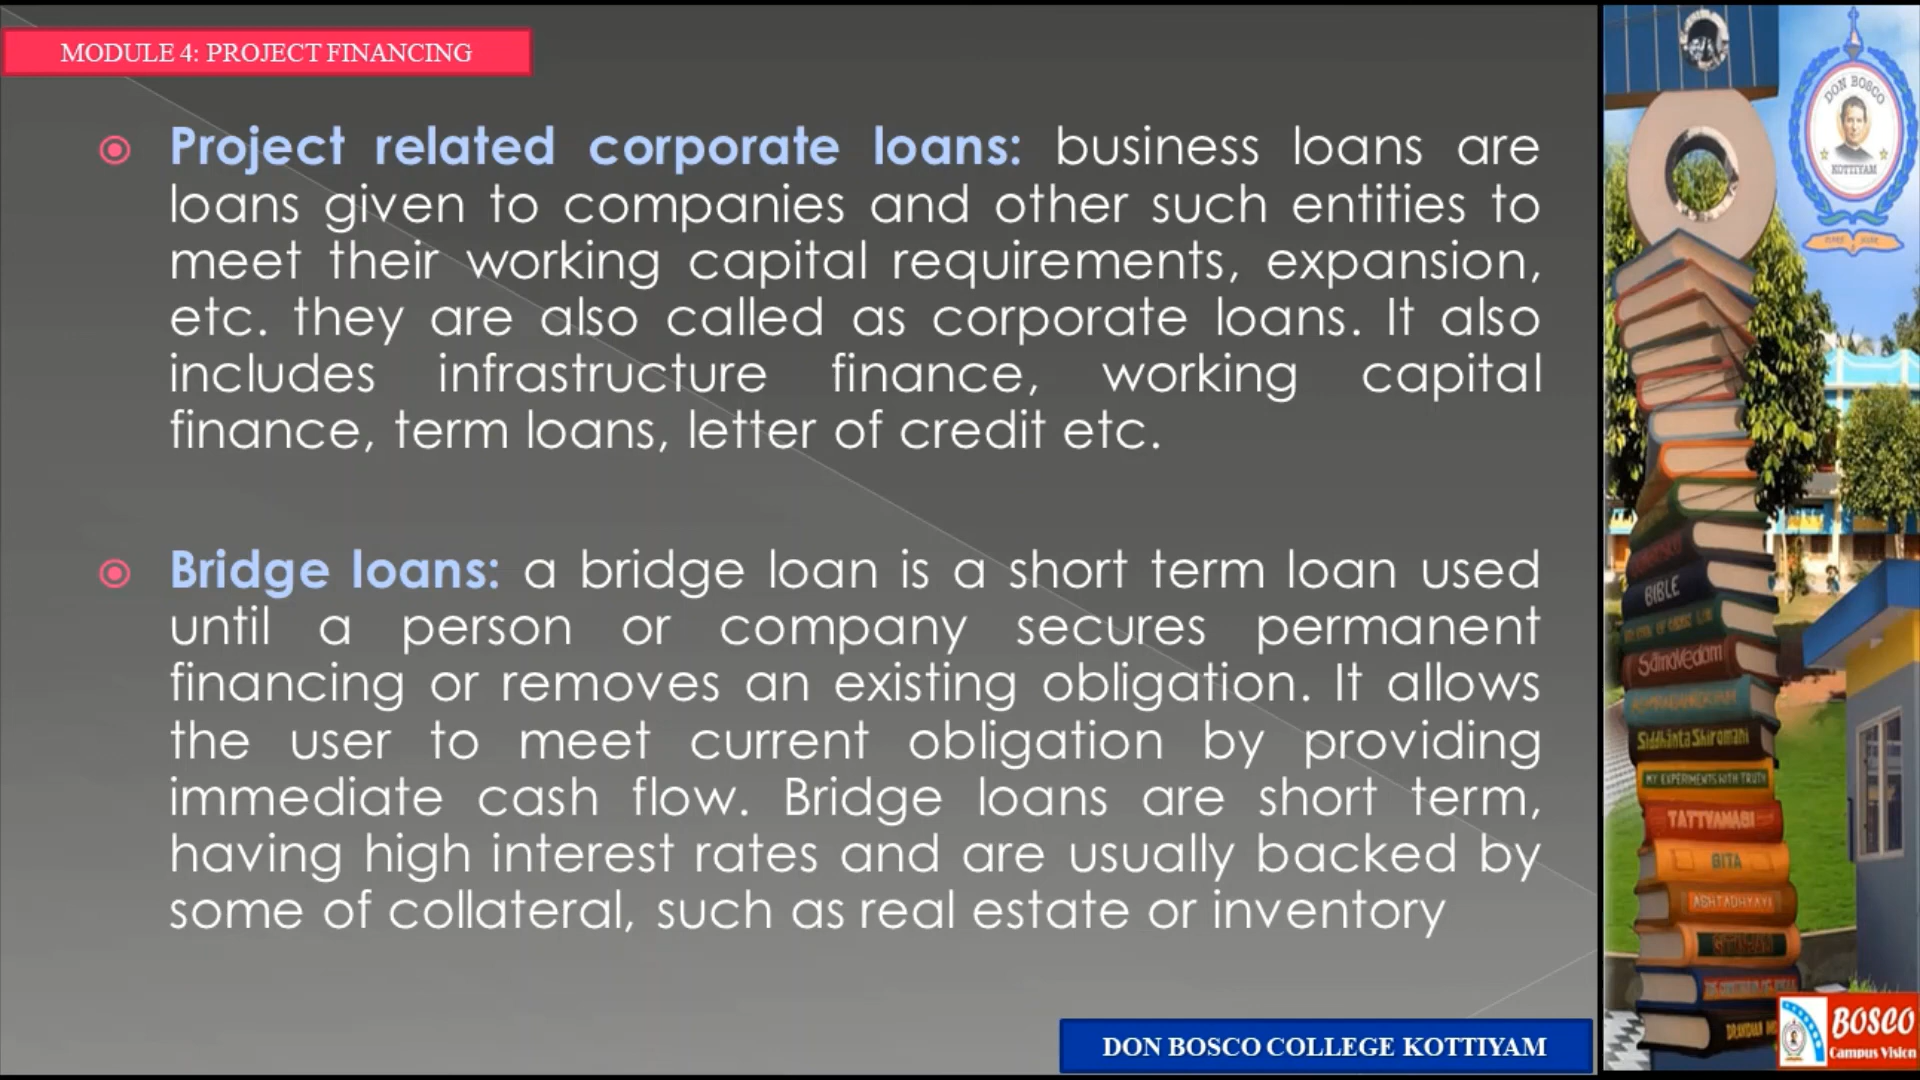 MODULE 4: PROJECT FINANCING
Project related corporate loans: business loans are
loans given to companies and other such entities to
meet their working capital requirements, expansion,
etc. they are also called as corporate loans. It also
includes infrastructure finance, working capital
finance, term loans, letter of credit etc.
Bridge loans: a bridge loan is a short term loan used
until a person or company secures permanent
financing or removes an existing obligation. It allows
the user to meet current obligation by providing
immediate cash flow. Bridge loans are short term,
having high interest rates and are usually backed by
some of collateral, such as real estate or inventory
DON BOSCO COLLEGE KOTTIYAM
DON BOSCO
KOTTIYAM
BIBLE
SamaVedam
Siddhanta Shiromani
MY EXPERIMENTS WITH TRUTH
GITA
BOSCO
Campus Vision